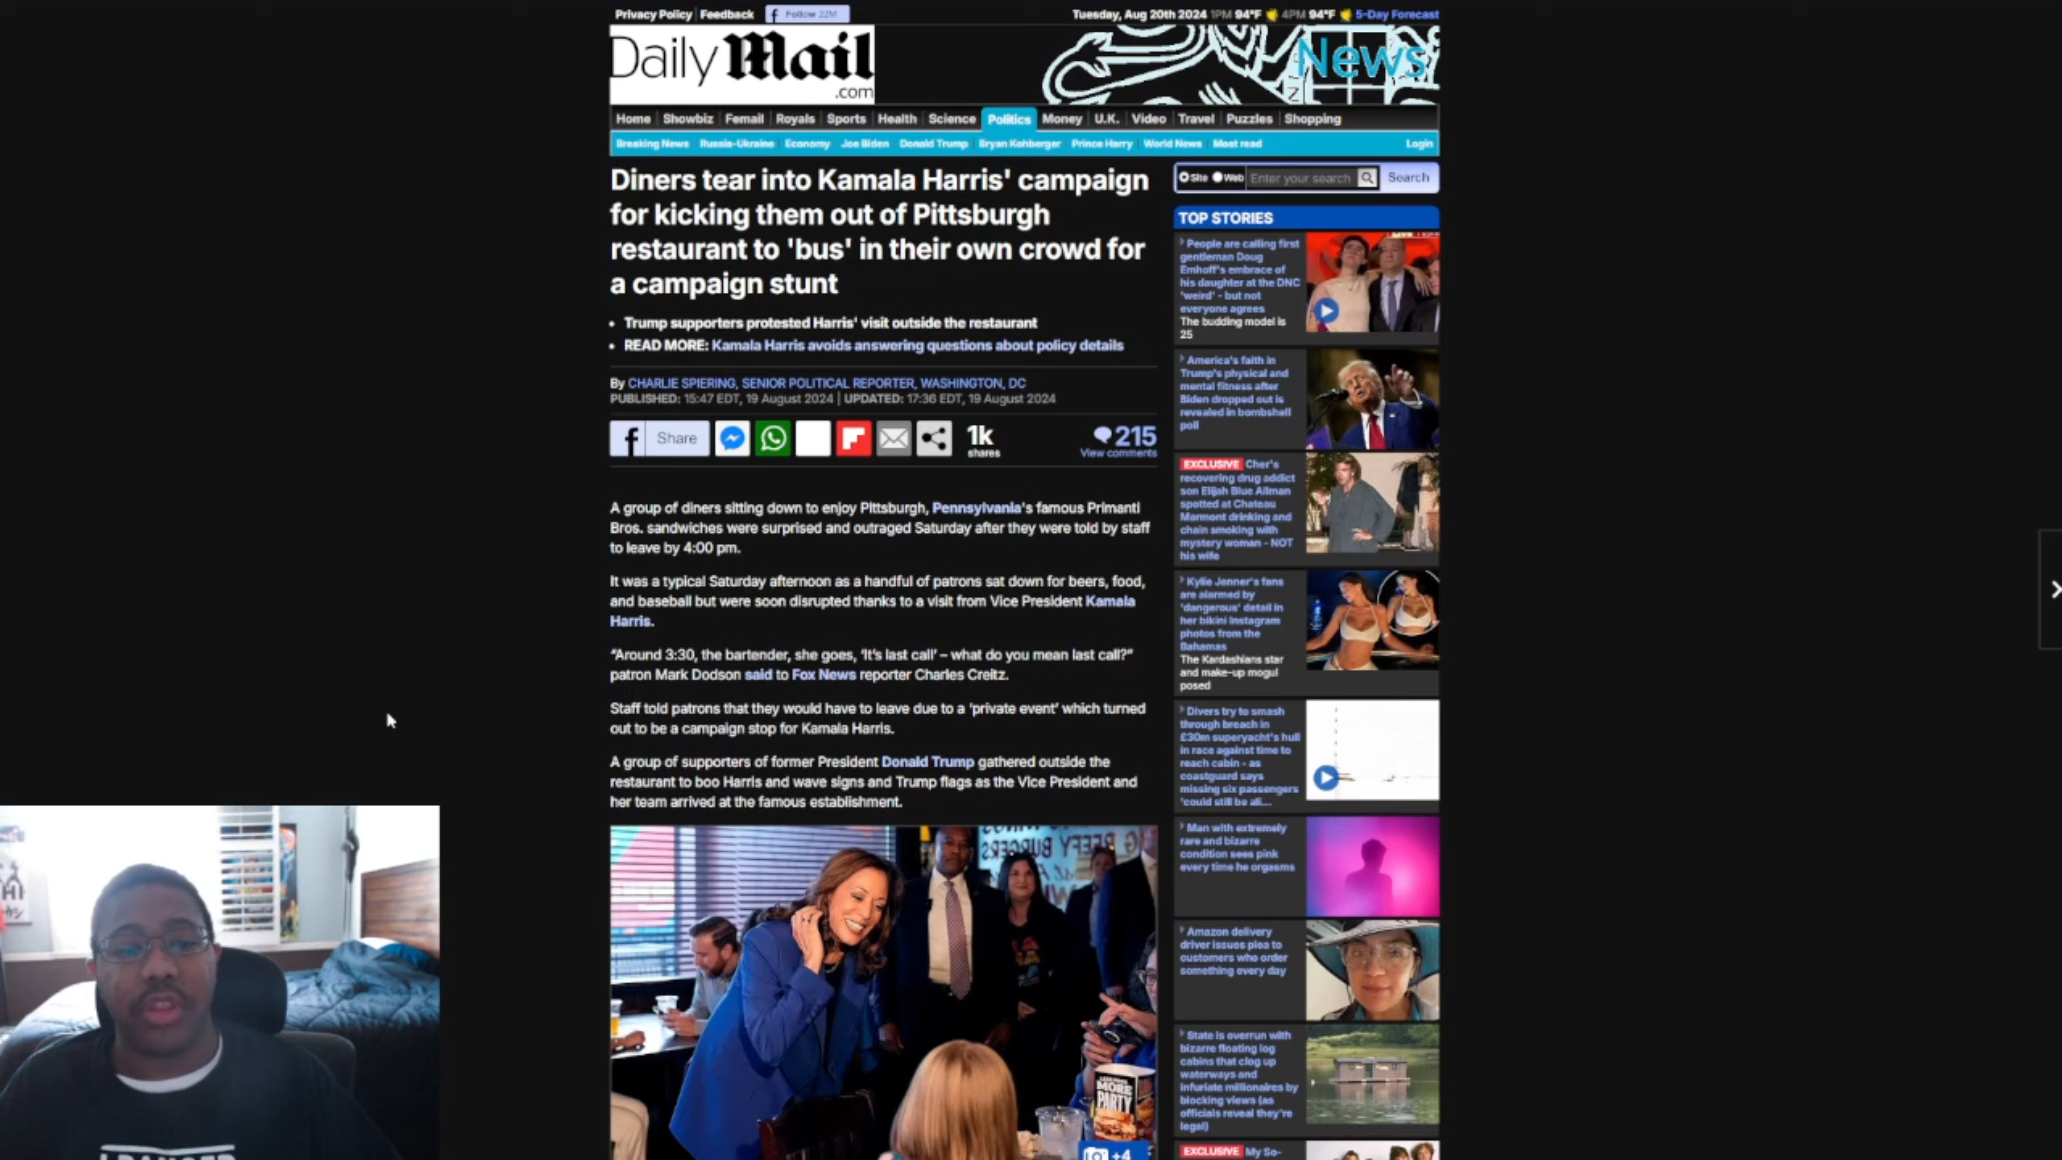 Privacy Policy | Feedback
Follow 22M
Tuesday, Aug 20th 2024 1PM 94°F 4PM 94°F 5-Day Forecast
Daily Mail
.com
News
Home Showbiz Femail Royals Sports Health Science Politics Money U.K. Video Travel Puzzles Shopping
Breaking News Russia-Ukraine Economy Joe Biden Donald Trump Bryan Kohberger Prince Harry World News Most read Login
Diners tear into Kamala Harris' campaign
for kicking them out of Pittsburgh
restaurant to 'bus' in their own crowd for
a campaign stunt
• Trump supporters protested Harris' visit outside the restaurant
• READ MORE: Kamala Harris avoids answering questions about policy details
By CHARLIE SPIERING, SENIOR POLITICAL REPORTER, WASHINGTON, DC
PUBLISHED: 15:47 EDT, 19 August 2024 | UPDATED: 17:36 EDT, 19 August 2024
Share
1k
shares
215
View comments
A group of diners sitting down to enjoy Pittsburgh, Pennsylvania's famous Primanti
Bros. sandwiches were surprised and outraged Saturday after they were told by staff
to leave by 4:00 pm.
It was a typical Saturday afternoon as a handful of patrons sat down for beers, food,
and baseball but were soon disrupted thanks to a visit from Vice President Kamala
Harris.
“Around 3:30, the bartender, she goes, ‘It’s last call’ – what do you mean last call?”
patron Mark Dodson said to Fox News reporter Charles Creitz.
Staff told patrons that they would have to leave due to a ‘private event’ which turned
out to be a campaign stop for Kamala Harris.
A group of supporters of former President Donald Trump gathered outside the
restaurant to boo Harris and wave signs and Trump flags as the Vice President and
her team arrived at the famous establishment.
BEEFY BURGERS
MORE
PARTY
+4
Site Web Enter your search Search
TOP STORIES
People are calling first
gentleman Doug
Emhoff's embrace of
his daughter at the DNC
'weird' - but not
everyone agrees
The budding model is
25
America's faith in
Trump's physical and
mental fitness after
Biden dropped out is
revealed in bombshell
poll
EXCLUSIVE Cher's
recovering drug addict
son Elijah Blue Allman
spotted at Chateau
Marmont drinking and
chain smoking with
mystery woman - NOT
his wife
Kylie Jenner's fans
are alarmed by
'dangerous' detail in
her bikini Instagram
photos from the
Bahamas
The Kardashians star
and make-up mogul
posed
Divers try to smash
through breach in
£30m superyacht's hull
in race against time to
reach cabin - as
coastguard says
missing six passengers
'could still be ali...
Man with extremely
rare and bizarre
condition sees pink
every time he orgasms
Amazon delivery
driver issues plea to
customers who order
something every day
State is overrun with
bizarre floating log
cabins that clog up
waterways and
infuriate millionaires by
blocking views (as
officials reveal they're
legal)
EXCLUSIVE My So-